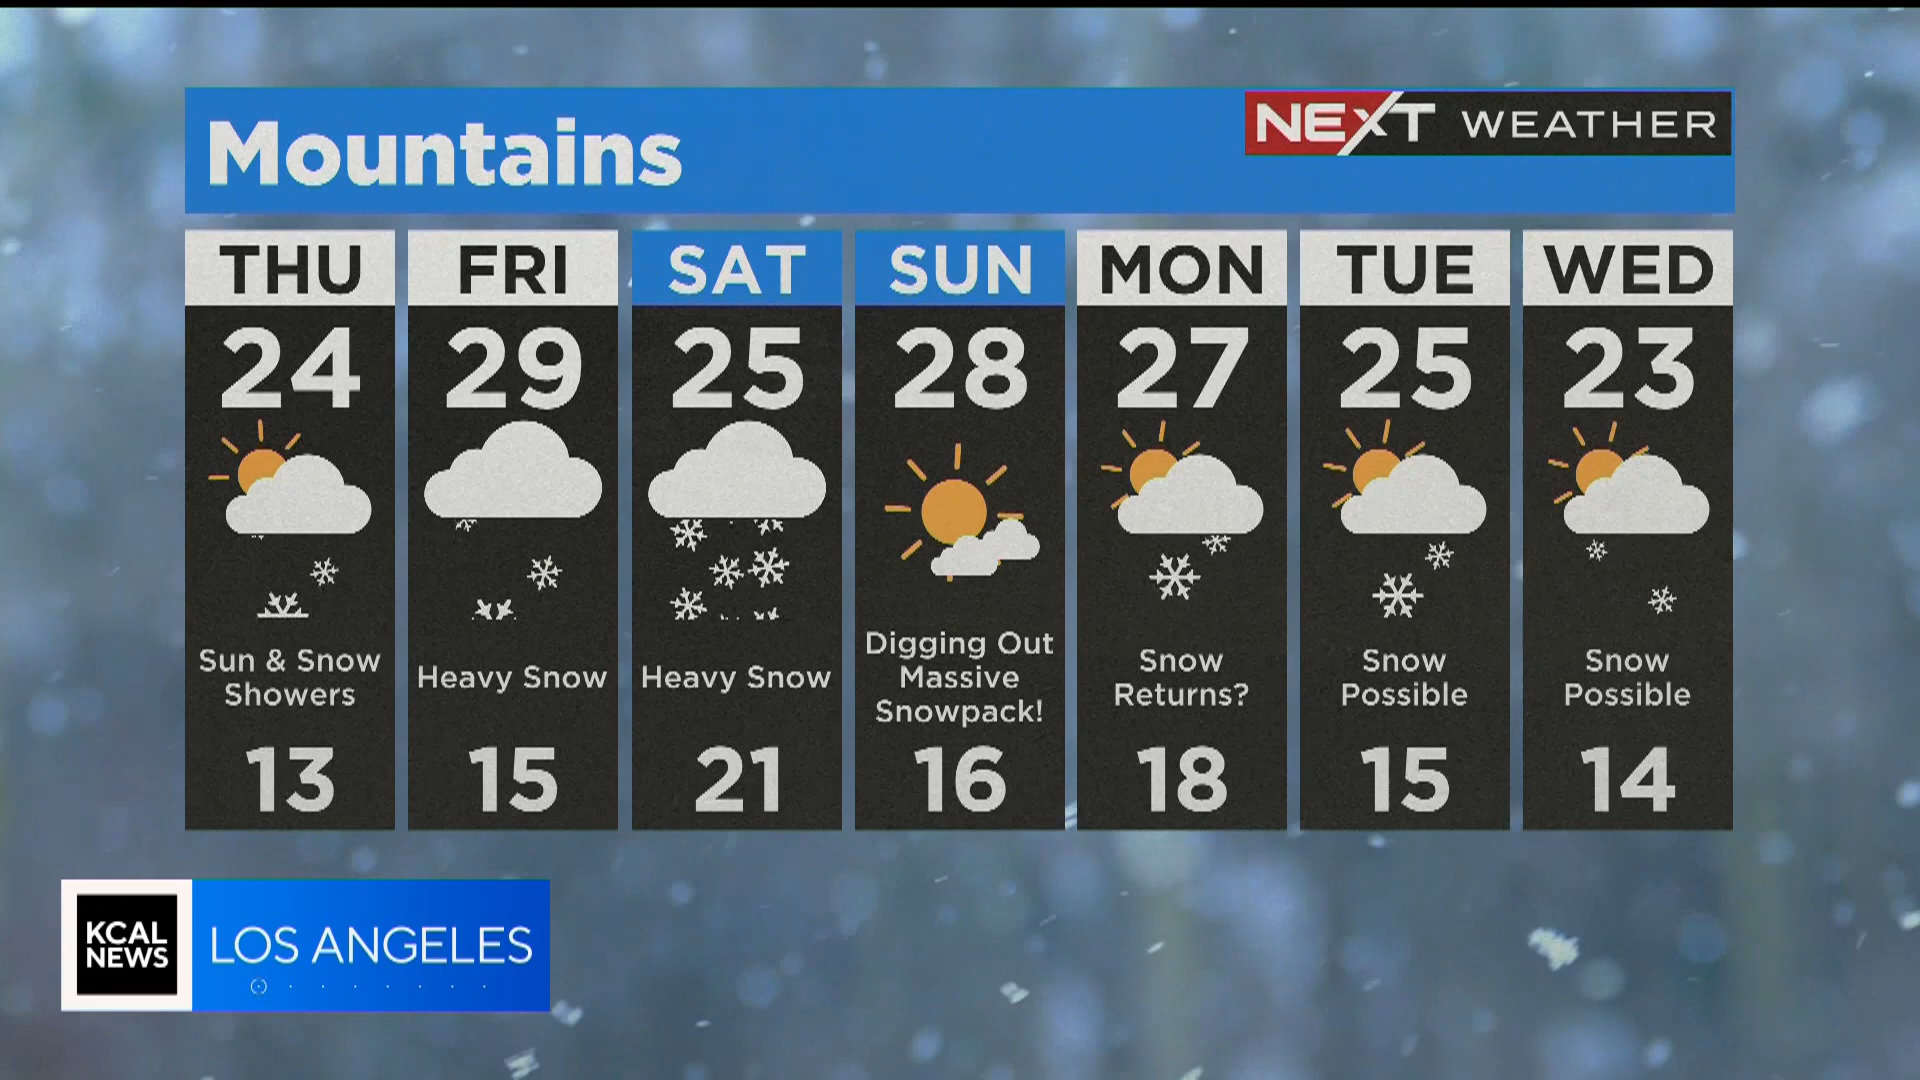 Mountains
NEXT WEATHER
THU
24
Sun & Snow
Showers
13
FRI
29
Heavy Snow
15
SAT
25
Heavy Snow
21
SUN
28
Digging Out
Massive
Snowpack!
16
MON
27
Snow
Returns?
18
TUE
25
Snow
Possible
15
WED
23
Snow
Possible
14
KCAL
NEWS
LOS ANGELES